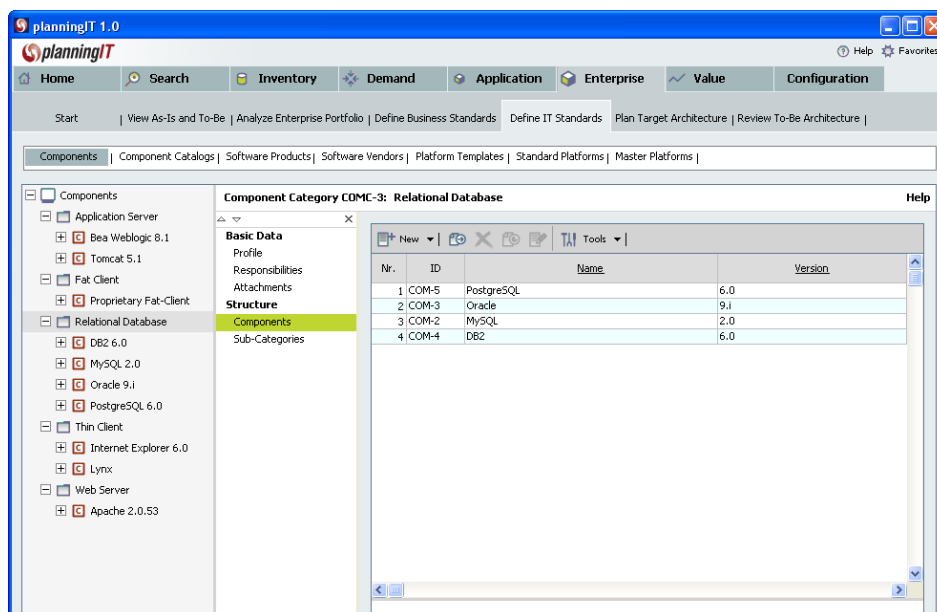 planningIT 1.0
planningIT
Help Favorites
Home Search Inventory Demand Application Enterprise Value Configuration
Start | View As-Is and To-Be | Analyze Enterprise Portfolio | Define Business Standards Define IT Standards Plan Target Architecture | Review To-Be Architecture |
Components | Component Catalogs | Software Products | Software Vendors | Platform Templates | Standard Platforms | Master Platforms |
Components
Application Server
C Bea Weblogic 8.1
C Tomcat 5.1
Fat Client
C Proprietary Fat-Client
Relational Database
C DB2 6.0
C MySQL 2.0
C Oracle 9.i
C PostgreSQL 6.0
Thin Client
C Internet Explorer 6.0
C Lynx
Web Server
C Apache 2.0.53
Component Category COMC-3: Relational Database Help
Basic Data
Profile
Responsibilities
Attachments
Structure
Components
Sub-Categories
New Tools
Nr. ID Name Version
1 COM-5 PostgreSQL 6.0
2 COM-3 Oracle 9.i
3 COM-2 MySQL 2.0
4 COM-4 DB2 6.0